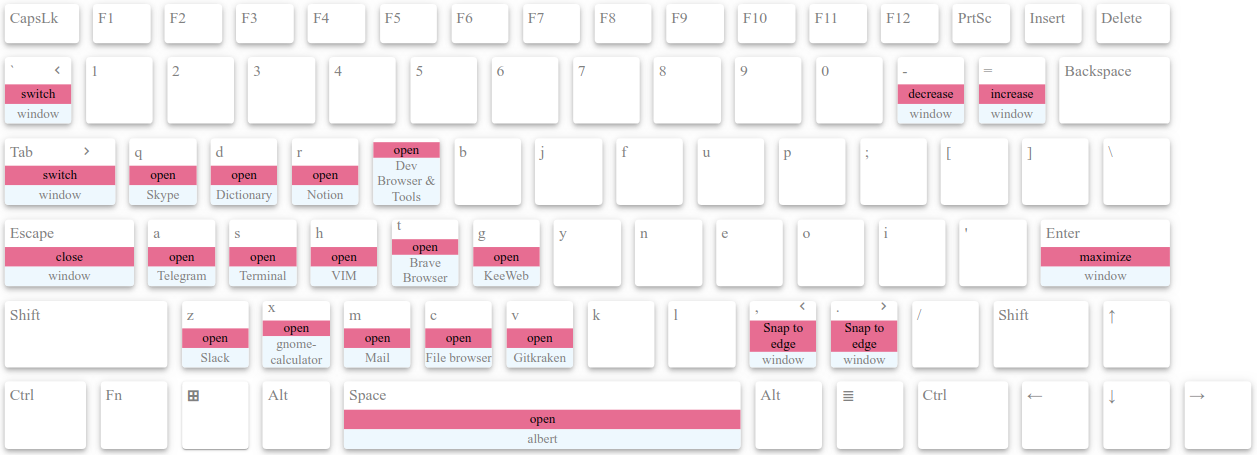 CapsLk F1 F2 F3 F4 F5 F6 F7 F8 F9 F10 F11 F12 PrtSc Insert Delete
` < 1 2 3 4 5 6 7 8 9 0 - = Backspace
switch decrease increase
window window window
Tab > q d r open b j f u p ; [ ] \
switch open open open Dev Browser & Tools
window Skype Dictionary Notion
Escape a s h t g y n e o i ' Enter
close open open open open open maximize
window Telegram Terminal VIM Brave Browser KeeWeb window
Shift z x m c v k l , < . > / Shift ↑
open open open open open Snap to edge Snap to edge
Slack gnome-calculator Mail File browser Gitkraken window window
Ctrl Fn ⊞ Alt Space Alt ≣ Ctrl ← ↓ →
open
albert